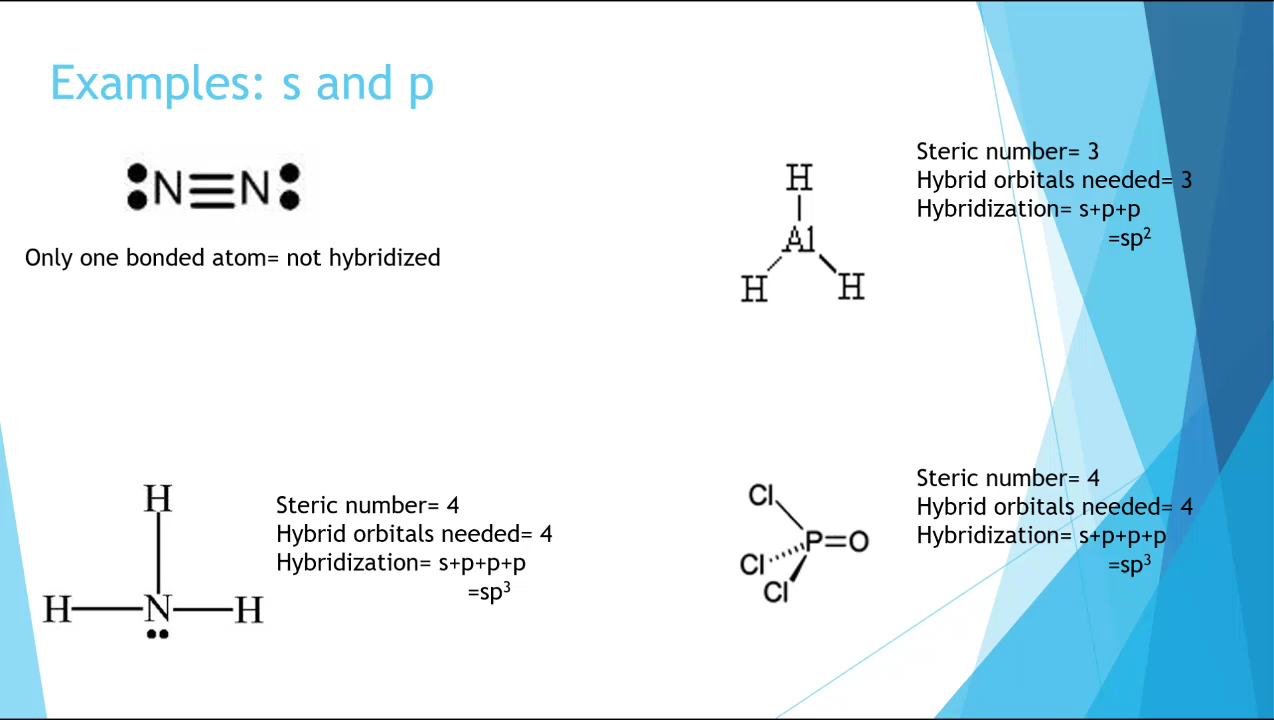 Examples: s and p
:N≡N:
Only one bonded atom= not hybridized
H
Al
H H
Steric number= 3
Hybrid orbitals needed= 3
Hybridization= s+p+p
=sp²
H
H—N—H
Steric number= 4
Hybrid orbitals needed= 4
Hybridization= s+p+p+p
=sp³
Cl
P=O
Cl
Cl
Steric number= 4
Hybrid orbitals needed= 4
Hybridization= s+p+p+p
=sp³